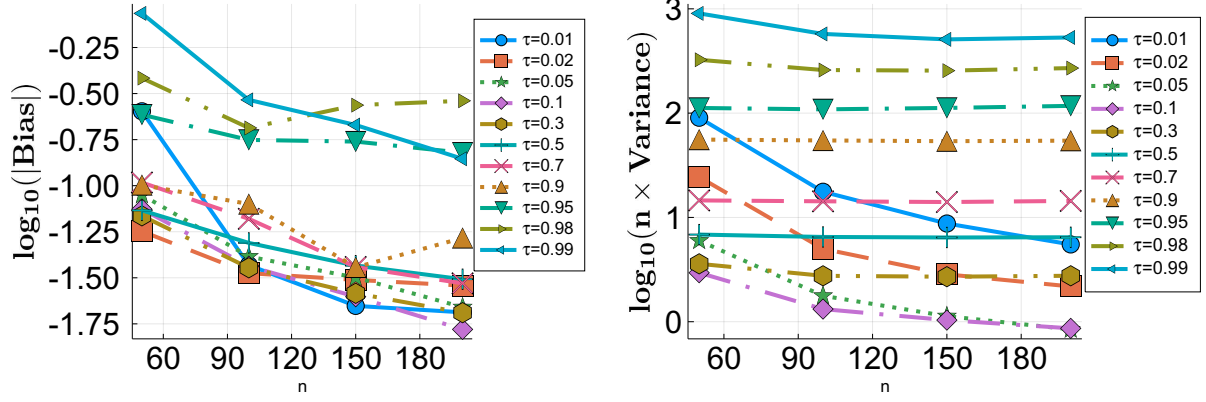 log₁₀(|Bias|)
-0.25
-0.50
-0.75
-1.00
-1.25
-1.50
-1.75
60
90
120
150
180
n
τ=0.01
τ=0.02
τ=0.05
τ=0.1
τ=0.3
τ=0.5
τ=0.7
τ=0.9
τ=0.95
τ=0.98
τ=0.99
log₁₀(n × Variance)
3
2
1
0
60
90
120
150
180
n
τ=0.01
τ=0.02
τ=0.05
τ=0.1
τ=0.3
τ=0.5
τ=0.7
τ=0.9
τ=0.95
τ=0.98
τ=0.99